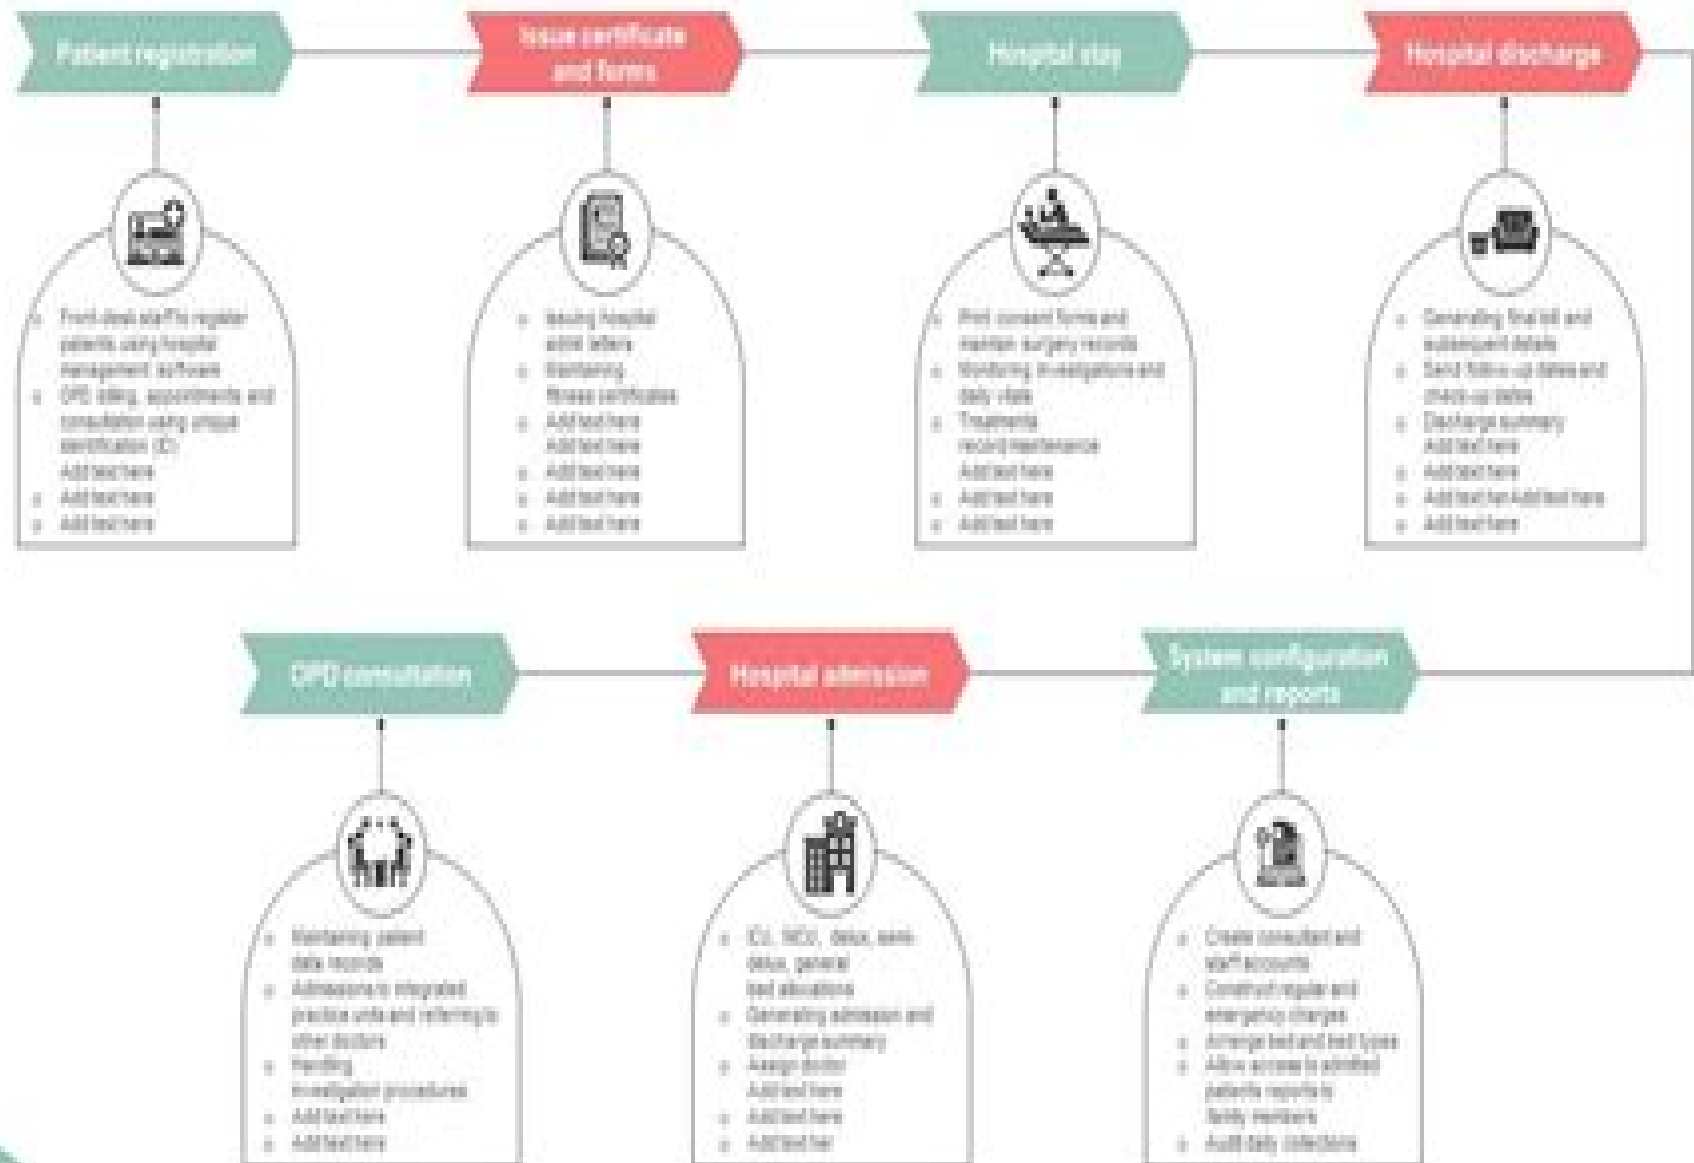 Patient registration
Issue certificate
and forms
Hospital stay
Hospital discharge
Front-desk staff to register
patients using hospital
management software
OPD billing, appointments and
consultation using unique
identification (ID)
Add text here
Add text here
Add text here
Issuing hospital
admit letters
Maintaining
fitness certificates
Add text here
Add text here
Add text here
Add text here
Add text here
Print consent forms and
maintain surgery records
Monitoring investigations and
daily vitals
Treatments
record maintenance
Add text here
Add text here
Add text here
Generating final bill and
subsequent details
Send follow-up dates and
check-up dates
Discharge summary
Add text here
Add text here
Add text herAdd text here
Add text here
OPD consultation
Hospital admission
System configuration
and reports
Maintaining patient
data records
Admissions to integrated
practice units and referring to
other doctors
Handling
investigation procedures
Add text here
Add text here
ICU, delux, semi-
delux, general
bed allocations
Generating admission and
discharge summary
Assign doctor
Add text here
Add text here
Add text her
Create consultant and
staff accounts
Construct regular and
emergency charges
Arrange bed and bed types
Allow access to admitted
patients reports to
family members
Audit daily collections